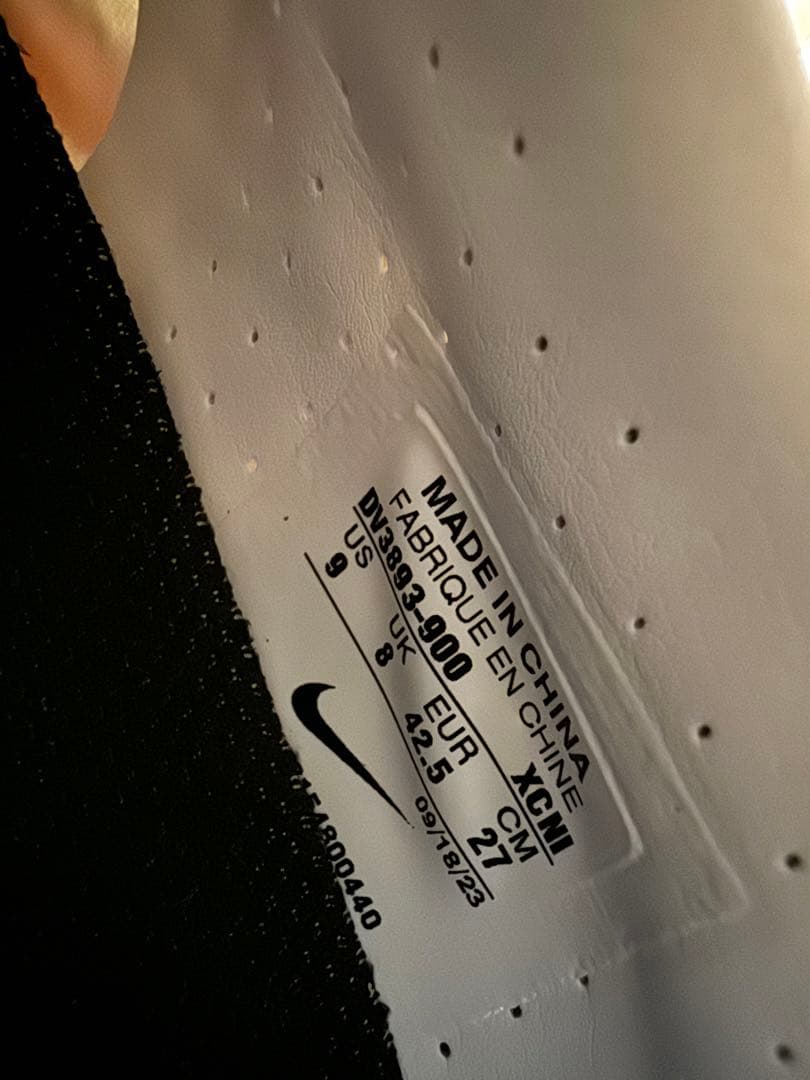 MADE IN CHINA
FABRIQUE EN CHINE
DV3893-900 XCNI
US UK EUR CM
9 8 42.5 27
09/18/23
154800440